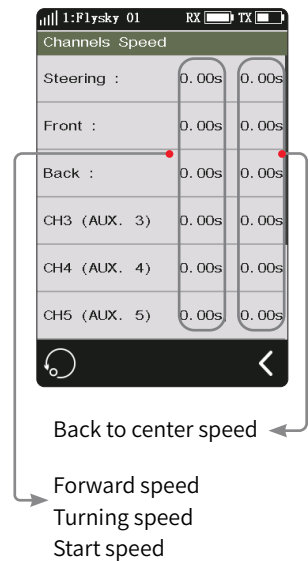 1:Flysky 01 RX TX
Channels Speed
Steering : 0.00s 0.00s
Front : 0.00s 0.00s
Back : 0.00s 0.00s
CH3 (AUX. 3) 0.00s 0.00s
CH4 (AUX. 4) 0.00s 0.00s
CH5 (AUX. 5) 0.00s 0.00s
Back to center speed
Forward speed
Turning speed
Start speed